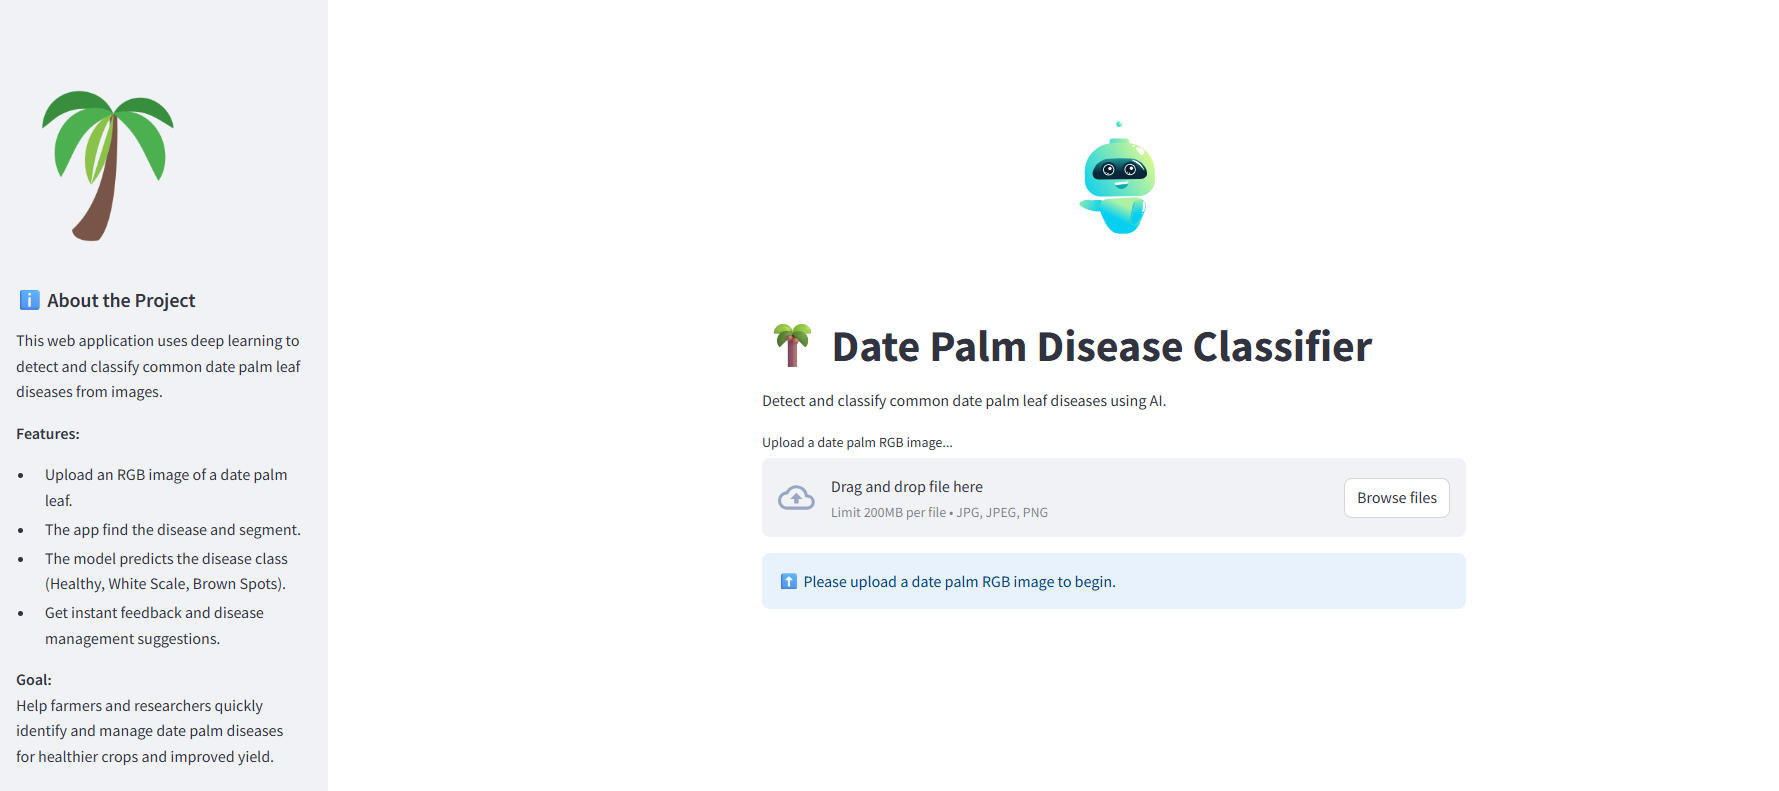 About the Project
This web application uses deep learning to
detect and classify common date palm leaf
diseases from images.
Features:
• Upload an RGB image of a date palm
leaf.
• The app find the disease and segment.
• The model predicts the disease class
(Healthy, White Scale, Brown Spots).
• Get instant feedback and disease
management suggestions.
Goal:
Help farmers and researchers quickly
identify and manage date palm diseases
for healthier crops and improved yield.
Date Palm Disease Classifier
Detect and classify common date palm leaf diseases using AI.
Upload a date palm RGB image...
Drag and drop file here
Limit 200MB per file • JPG, JPEG, PNG
Browse files
Please upload a date palm RGB image to begin.